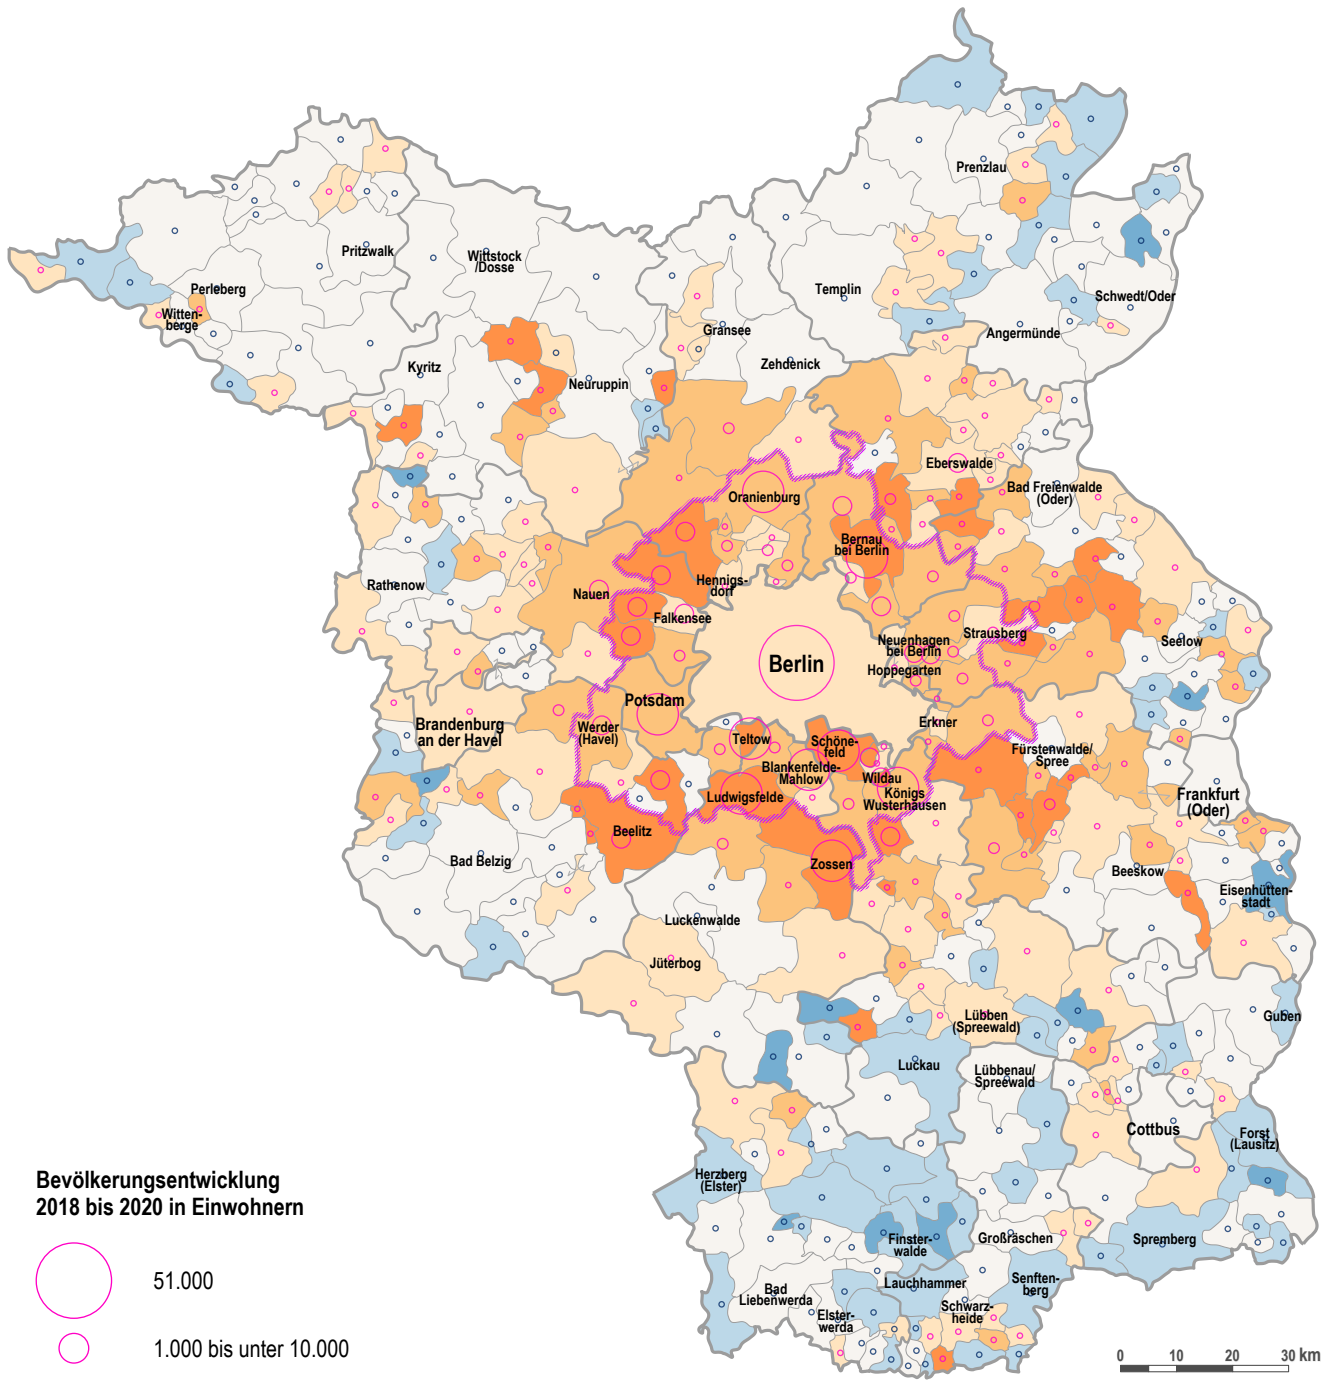 Prenzlau
Pritzwalk
Wittstock
/Dosse
Perleberg
Templin
Schwedt/Oder
Witten-
berge
Gransee
Angermünde
Kyritz
Zehdenick
Neuruppin
Eberswalde
Oranienburg
Bad Freienwalde
(Oder)
Bernau
bei Berlin
Rathenow
Nauen
Hennigs-
dorf
Falkensee
Neuenhagen
bei Berlin
Strausberg
Seelow
Berlin
Hoppegarten
Potsdam
Brandenburg
an der Havel
Werder
(Havel)
Erkner
Teltow
Schöne-
feld
Fürstenwalde/
Spree
Blankenfelde-
Mahlow
Wildau
Ludwigsfelde
Königs
Wusterhausen
Frankfurt
(Oder)
Beelitz
Bad Belzig
Zossen
Beeskow
Eisenhütten-
stadt
Luckenwalde
Jüterbog
Lübben
(Spreewald)
Guben
Luckau
Lübbenau/
Spreewald
Cottbus
Forst
(Lausitz)
Herzberg
(Elster)
Bevölkerungsentwicklung
2018 bis 2020 in Einwohnern
Finster-
walde
Großräschen
Spremberg
51.000
Bad
Liebenwerda
Lauchhammer
Senften-
berg
Elster-
werda
Schwarz-
heide
1.000 bis unter 10.000
0 10 20 30 km